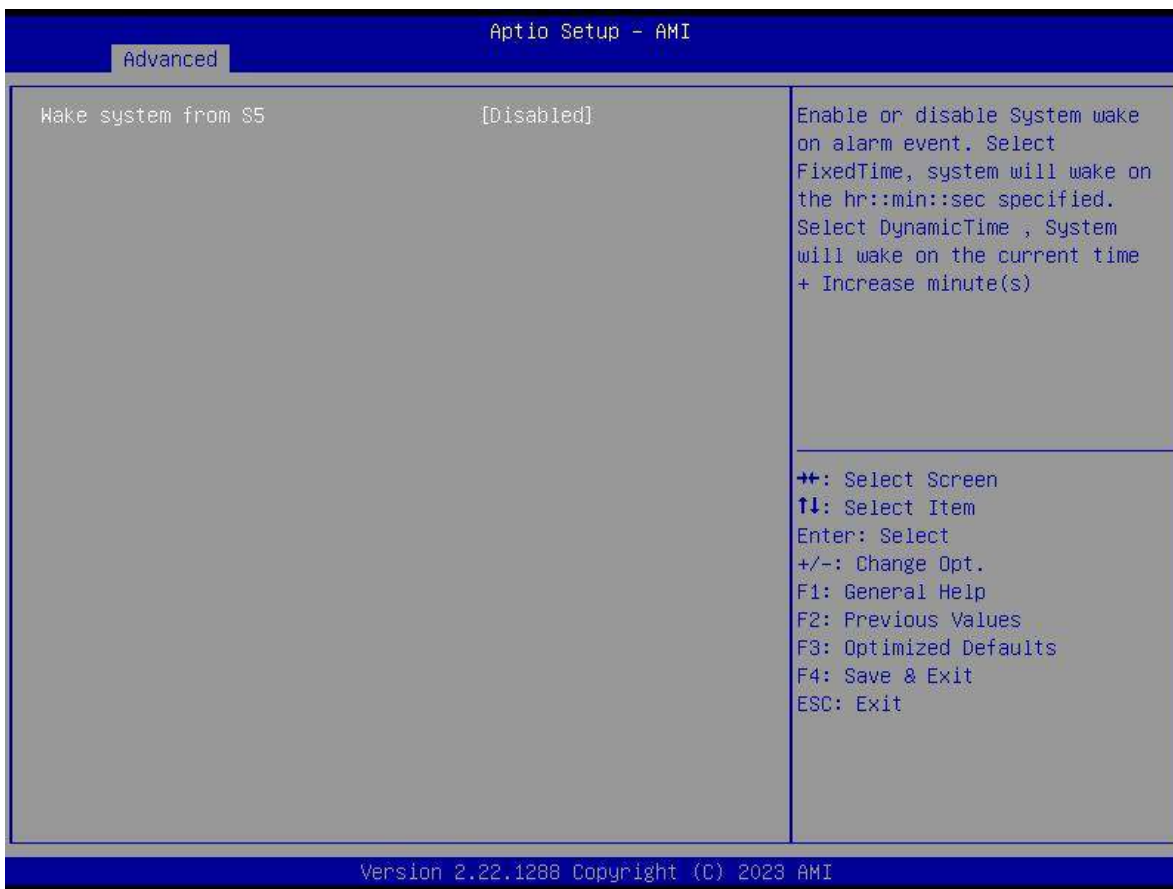 Aptio Setup – AMI
Advanced
Wake system from S5 [Disabled]
Enable or disable System wake
on alarm event. Select
FixedTime, system will wake on
the hr::min::sec specified.
Select DynamicTime , System
will wake on the current time
+ Increase minute(s)
→←: Select Screen
↑↓: Select Item
Enter: Select
+/-: Change Opt.
F1: General Help
F2: Previous Values
F3: Optimized Defaults
F4: Save & Exit
ESC: Exit
Version 2.22.1288 Copyright (C) 2023 AMI